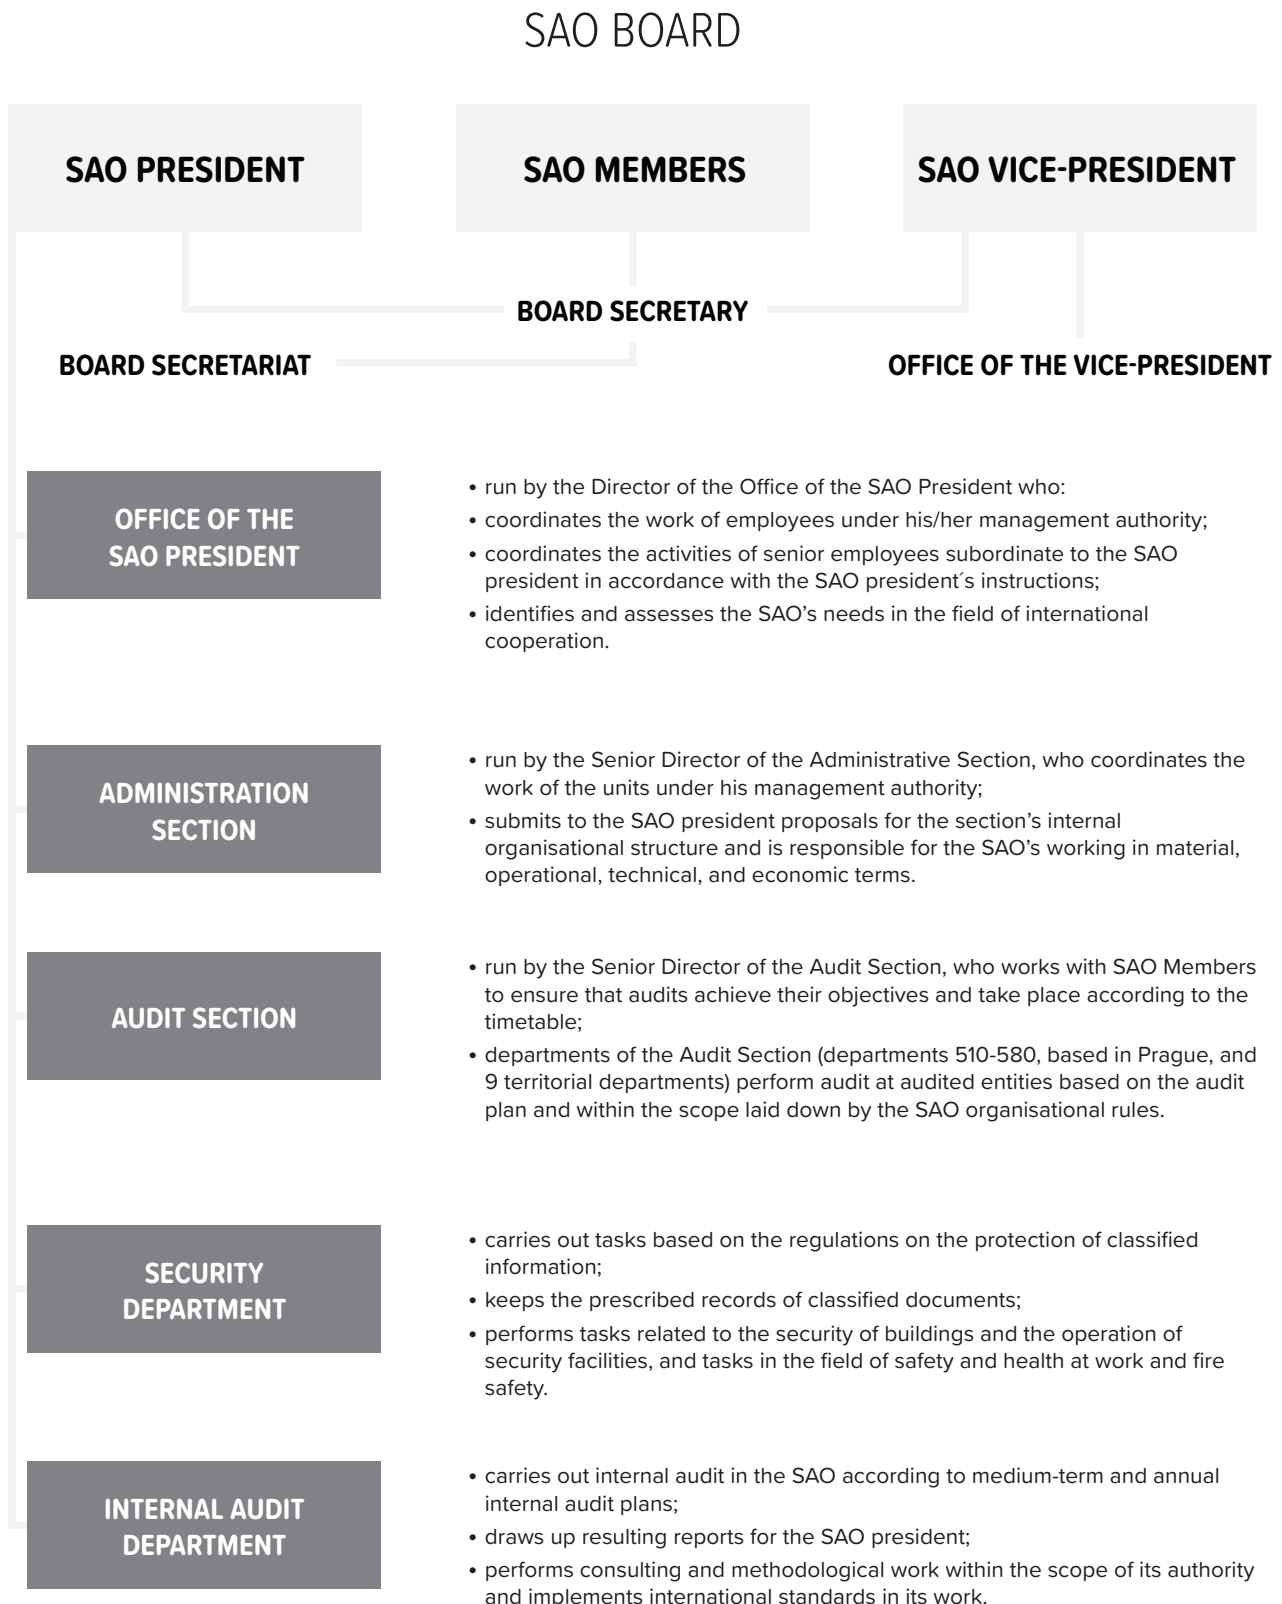 SAO BOARD
SAO PRESIDENT
SAO MEMBERS
SAO VICE-PRESIDENT
BOARD SECRETARY
BOARD SECRETARIAT
OFFICE OF THE VICE-PRESIDENT
OFFICE OF THE
SAO PRESIDENT
• run by the Director of the Office of the SAO President who:
• coordinates the work of employees under his/her management authority;
• coordinates the activities of senior employees subordinate to the SAO
president in accordance with the SAO president´s instructions;
• identifies and assesses the SAO’s needs in the field of international
cooperation.
ADMINISTRATION
SECTION
• run by the Senior Director of the Administrative Section, who coordinates the
work of the units under his management authority;
• submits to the SAO president proposals for the section’s internal
organisational structure and is responsible for the SAO’s working in material,
operational, technical, and economic terms.
AUDIT SECTION
• run by the Senior Director of the Audit Section, who works with SAO Members
to ensure that audits achieve their objectives and take place according to the
timetable;
• departments of the Audit Section (departments 510-580, based in Prague, and
9 territorial departments) perform audit at audited entities based on the audit
plan and within the scope laid down by the SAO organisational rules.
SECURITY
DEPARTMENT
• carries out tasks based on the regulations on the protection of classified
information;
• keeps the prescribed records of classified documents;
• performs tasks related to the security of buildings and the operation of
security facilities, and tasks in the field of safety and health at work and fire
safety.
INTERNAL AUDIT
DEPARTMENT
• carries out internal audit in the SAO according to medium-term and annual
internal audit plans;
• draws up resulting reports for the SAO president;
• performs consulting and methodological work within the scope of its authority
and implements international standards in its work.